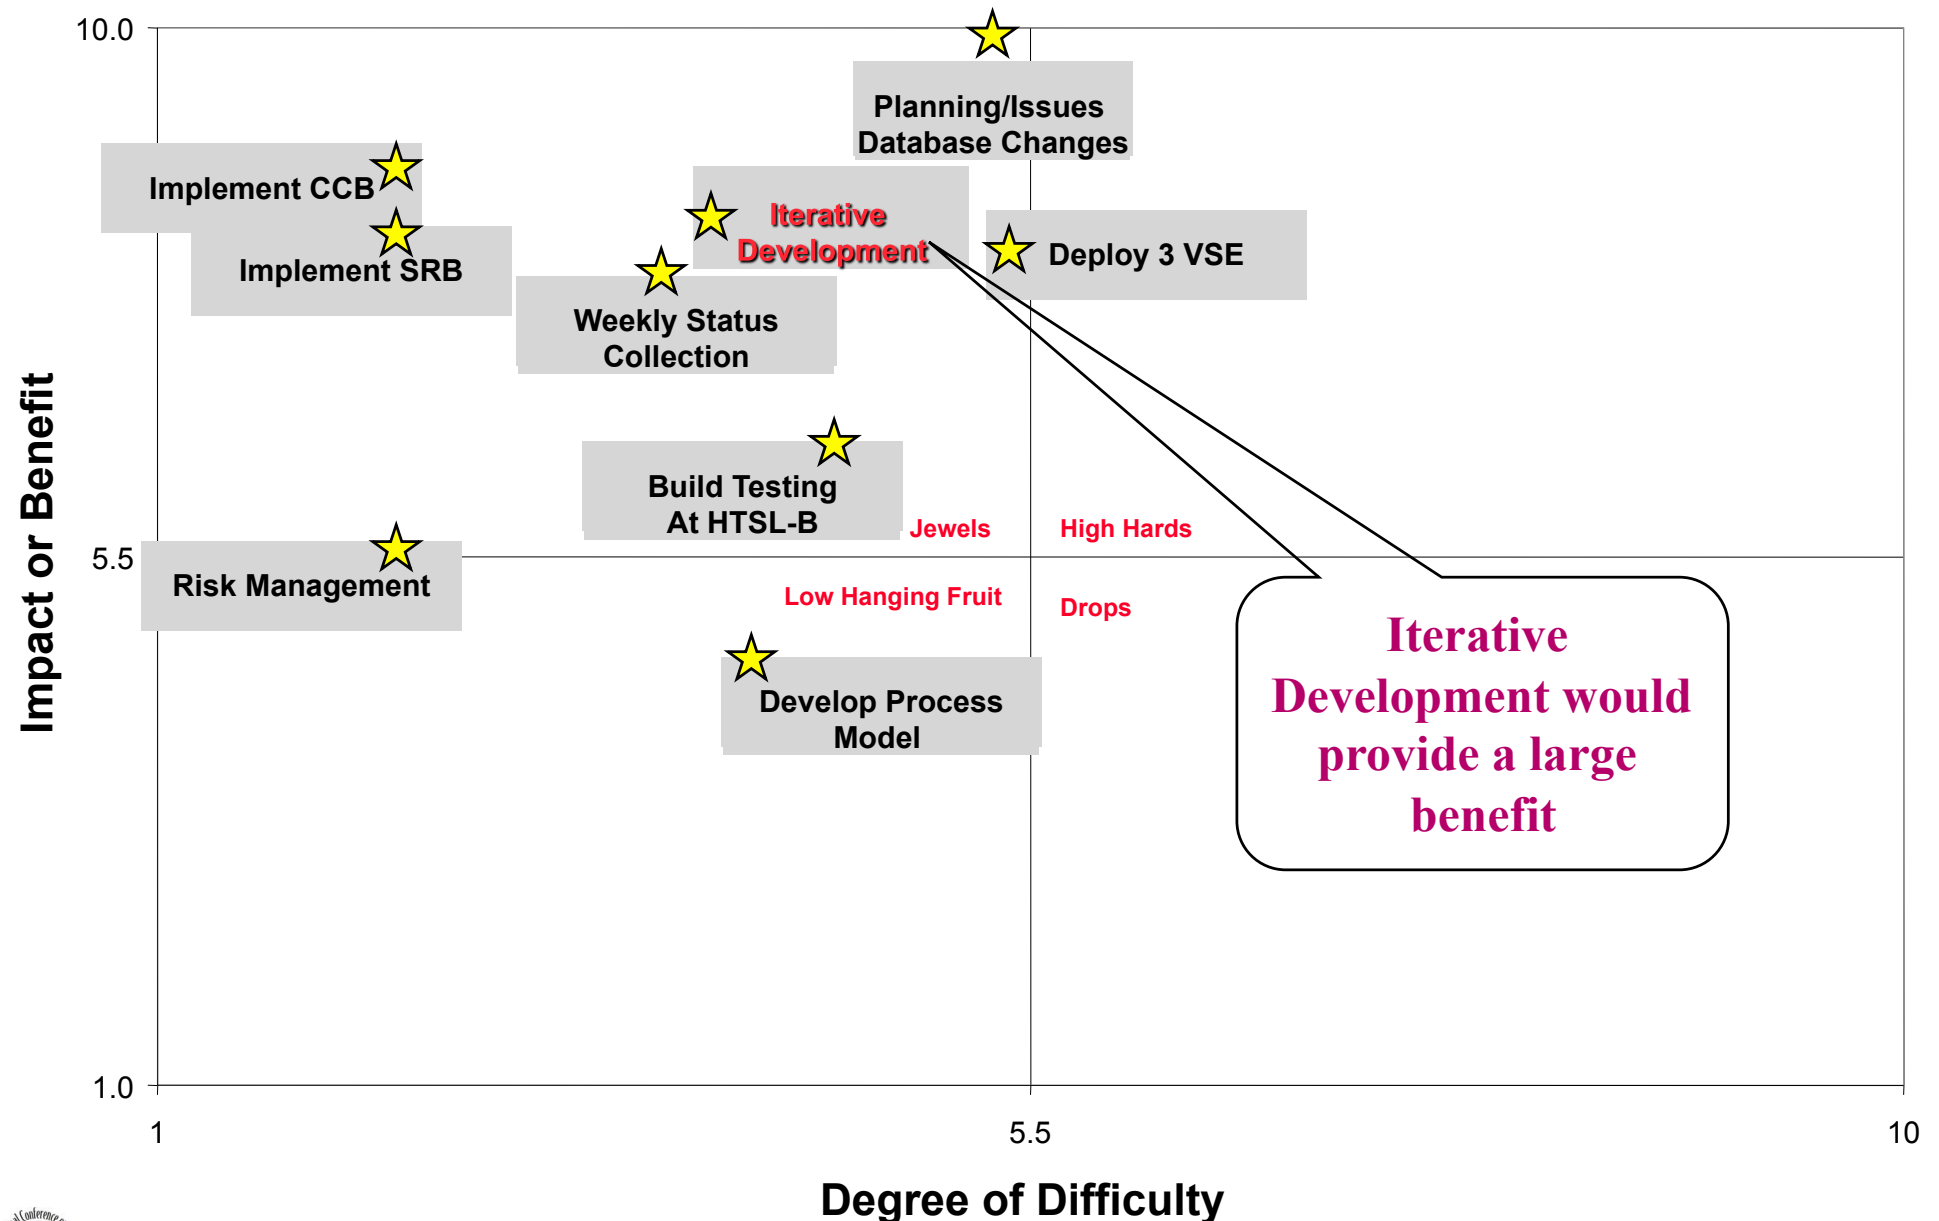 10.0
Planning/Issues
Database Changes
Implement CCB
Iterative
Development
Implement SRB
Deploy 3 VSE
Weekly Status
Collection
Build Testing
At HTSL-B
Jewels
High Hards
Impact or Benefit
5.5
Risk Management
Low Hanging Fruit
Drops
Develop Process
Model
Iterative
Development would
provide a large
benefit
1.0
1
5.5
10
Degree of Difficulty